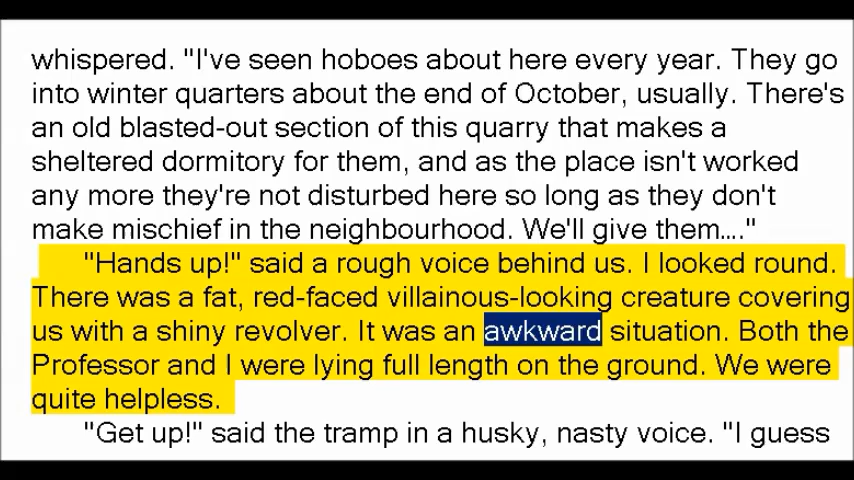 whispered. "I've seen hoboes about here every year. They go
into winter quarters about the end of October, usually. There's
an old blasted-out section of this quarry that makes a
sheltered dormitory for them, and as the place isn't worked
any more they're not disturbed here so long as they don't
make mischief in the neighbourhood. We'll give them...."
"Hands up!" said a rough voice behind us. I looked round.
There was a fat, red-faced villainous-looking creature covering
us with a shiny revolver. It was an awkward situation. Both the
Professor and I were lying full length on the ground. We were
quite helpless.
"Get up!" said the tramp in a husky, nasty voice. "I guess